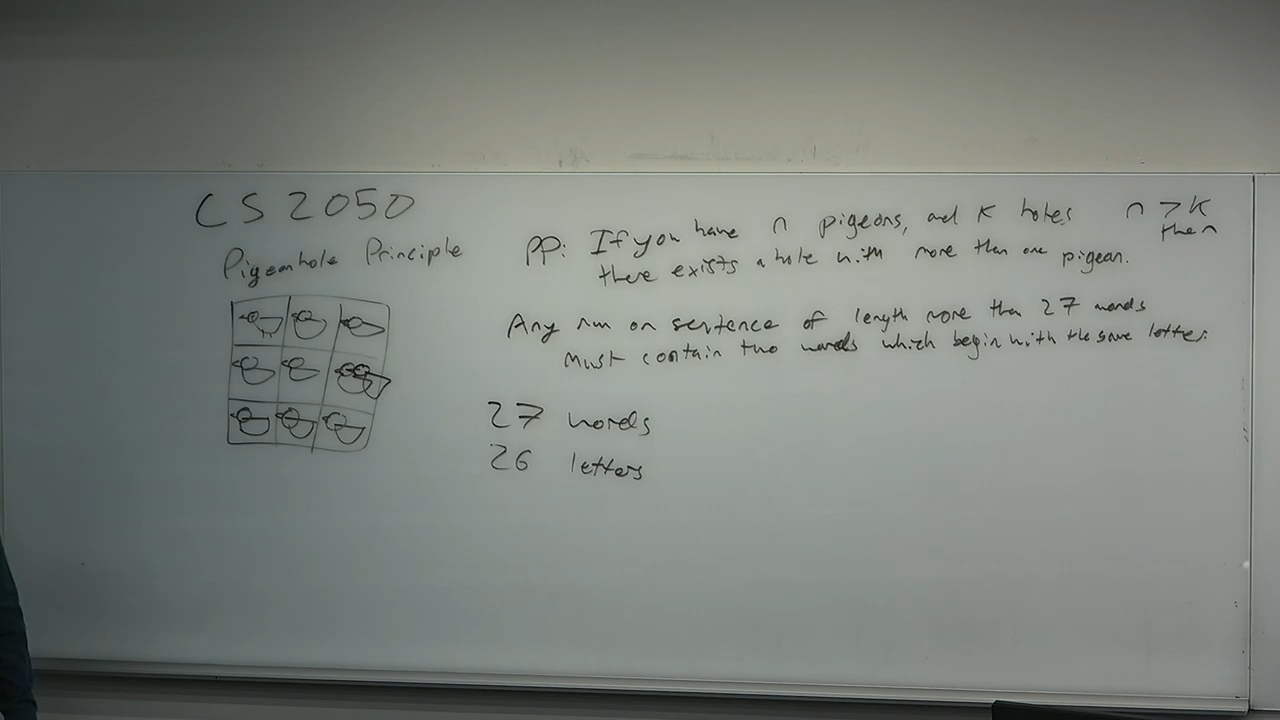 CS 2050
Pigeonhole Principle
PP: If you have n pigeons, and K holes n > K
then
there exists a hole with more than one pigeon.
Any run on sentence of length more than 27 words
must contain two words which begin with the same letter.
27 words
26 letters